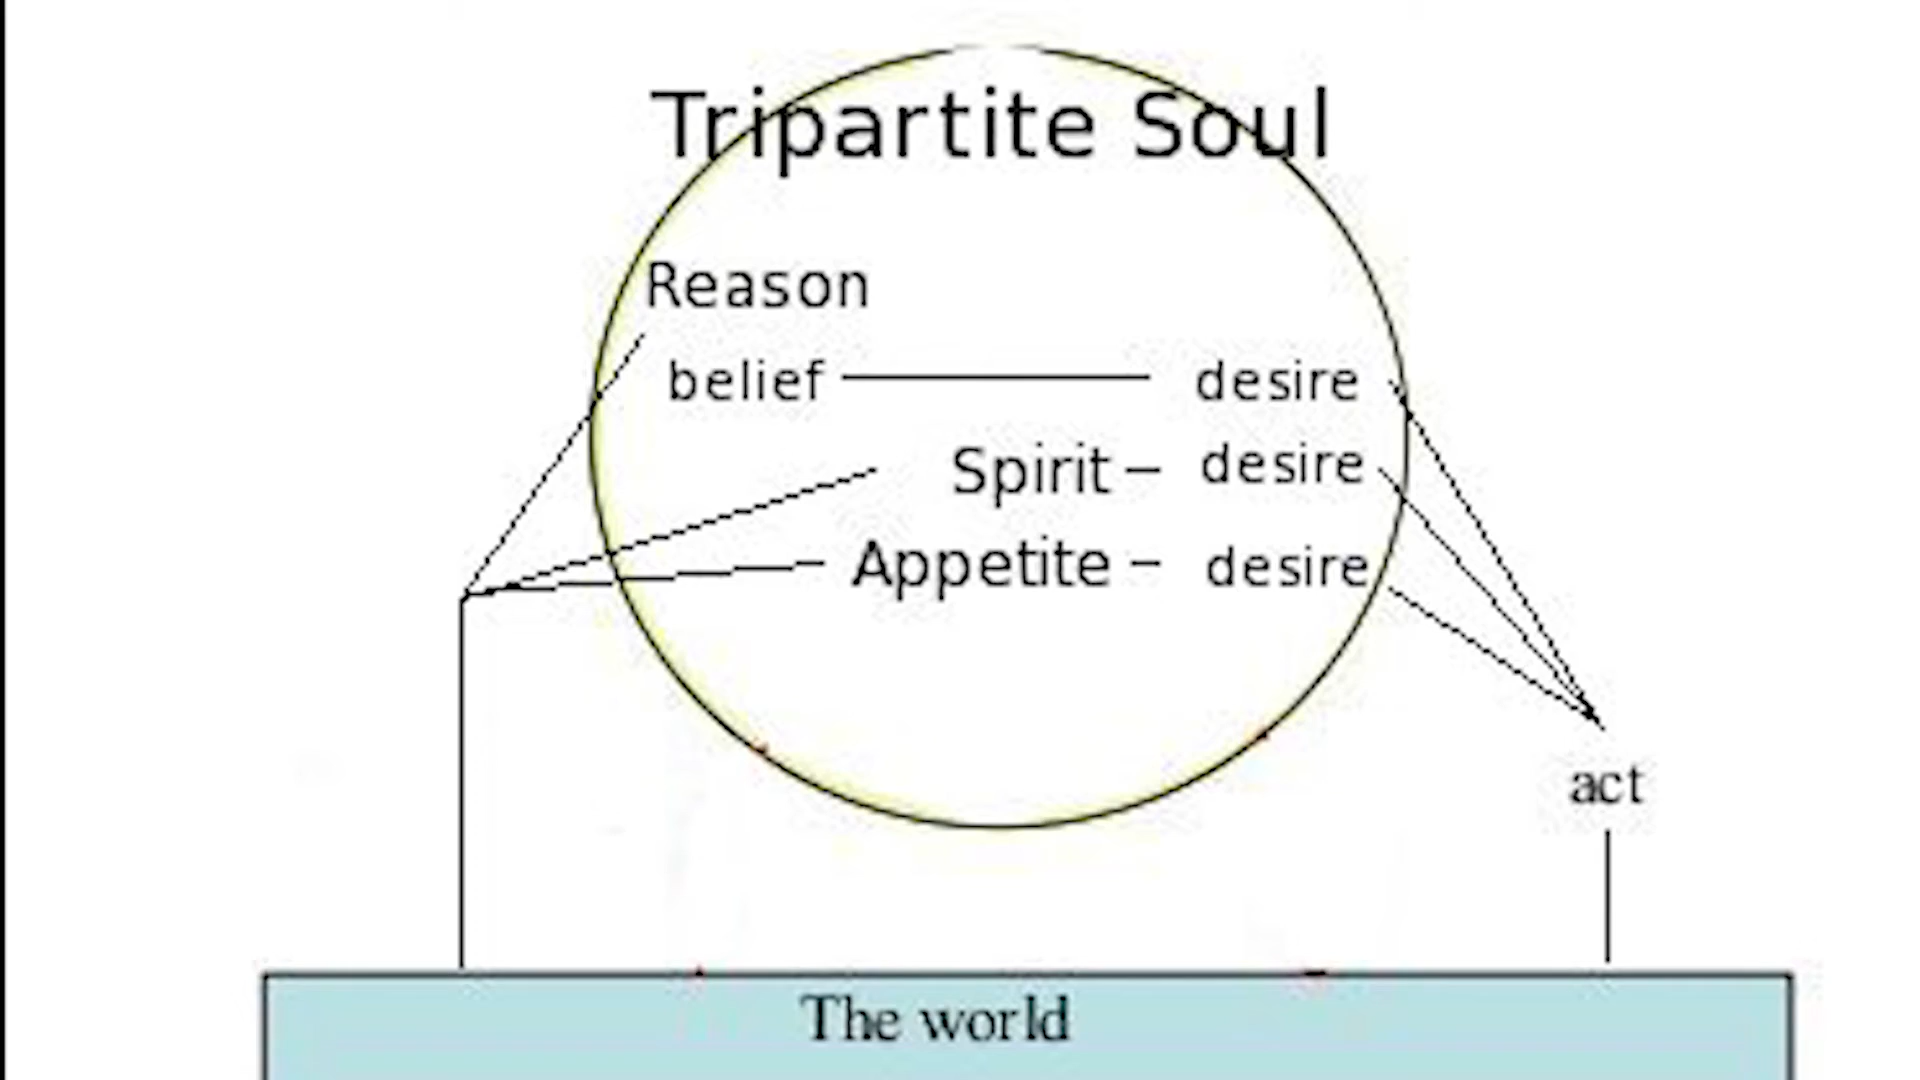 Tripartite Soul
Reason
belief desire
Spirit desire
Appetite desire
act
The world